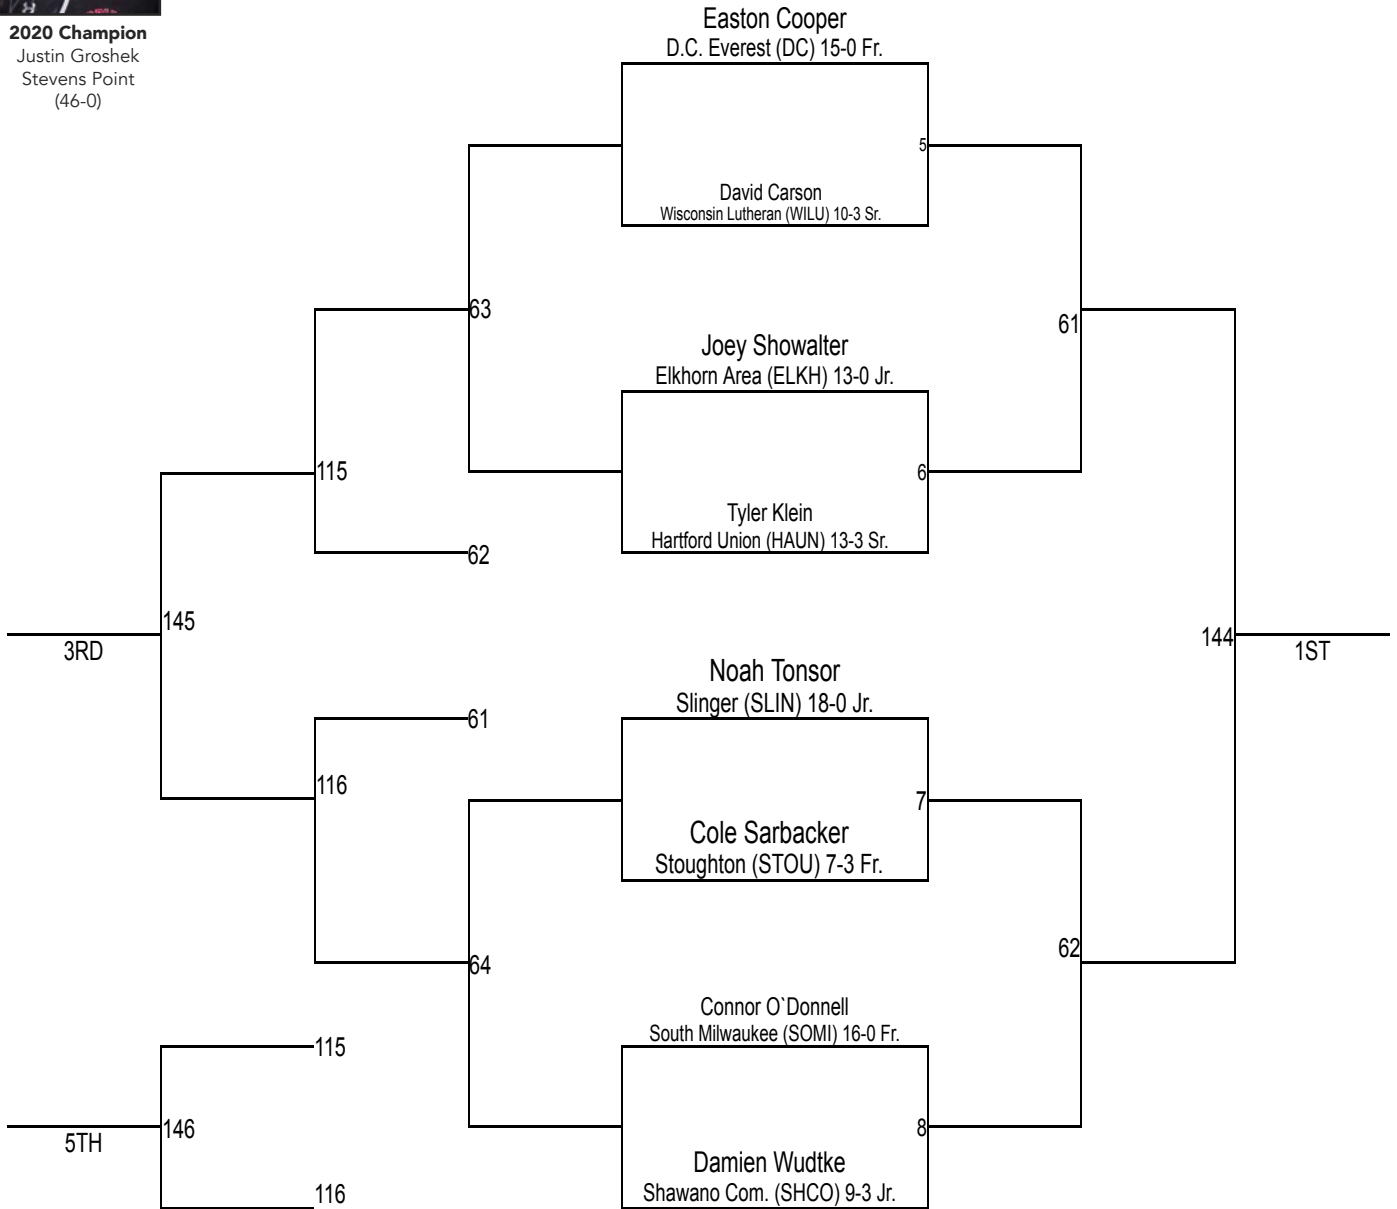 2020 Champion
Justin Groshek
Stevens Point
(46-0)
Easton Cooper
D.C. Everest (DC) 15-0 Fr.
5
David Carson
Wisconsin Lutheran (WILU) 10-3 Sr.
63
61
Joey Showalter
Elkhorn Area (ELKH) 13-0 Jr.
115
6
Tyler Klein
Hartford Union (HAUN) 13-3 Sr.
62
145
3RD
144
1ST
Noah Tonsor
Slinger (SLIN) 18-0 Jr.
61
116
7
Cole Sarbacker
Stoughton (STOU) 7-3 Fr.
62
64
Connor O`Donnell
South Milwaukee (SOMI) 16-0 Fr.
115
146
5TH
8
Damien Wudtke
Shawano Com. (SHCO) 9-3 Jr.
116